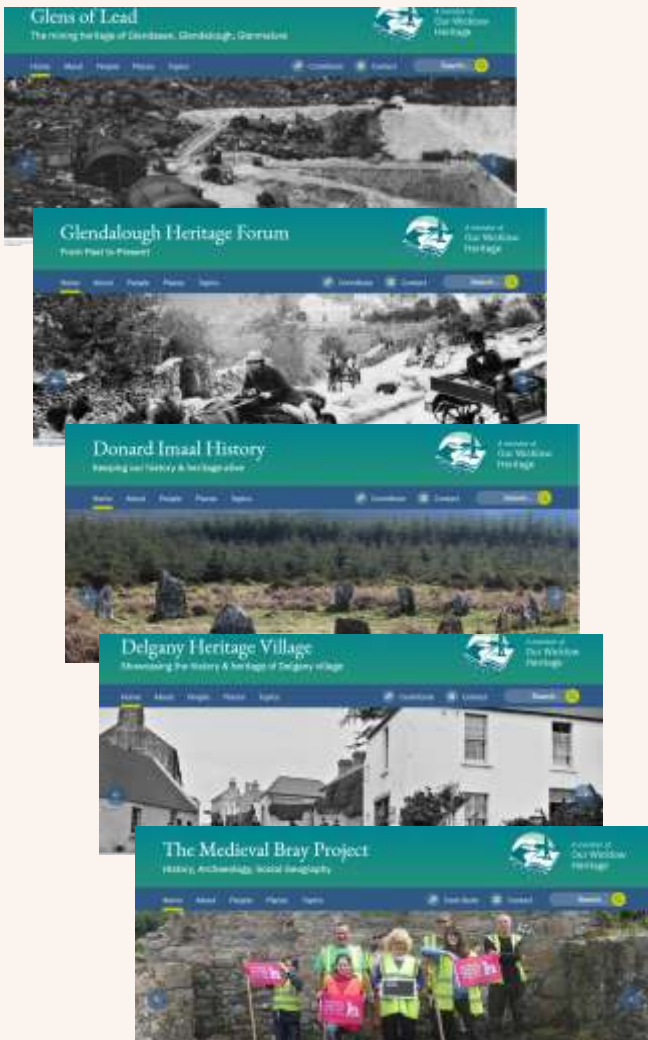 Glens of Lead
The mining heritage of Glendasan, Glendalough, Glenmalure
A member of
Our Wicklow
Heritage
Home About People Places Topics Contribute Contact Search
Glendalough Heritage Forum
From Past to Present
A member of
Our Wicklow
Heritage
Home About People Places Topics Contribute Contact Search
Donard Imaal History
Keeping our history & heritage alive
A member of
Our Wicklow
Heritage
Home About People Places Topics Contribute Contact Search
Delgany Heritage Village
Showcasing the history & heritage of Delgany village
A member of
Our Wicklow
Heritage
Home About People Places Topics Contribute Contact Search
The Medieval Bray Project
History, Archaeology, Social Geography
A member of
Our Wicklow
Heritage
Home About People Places Topics Contribute Contact Search